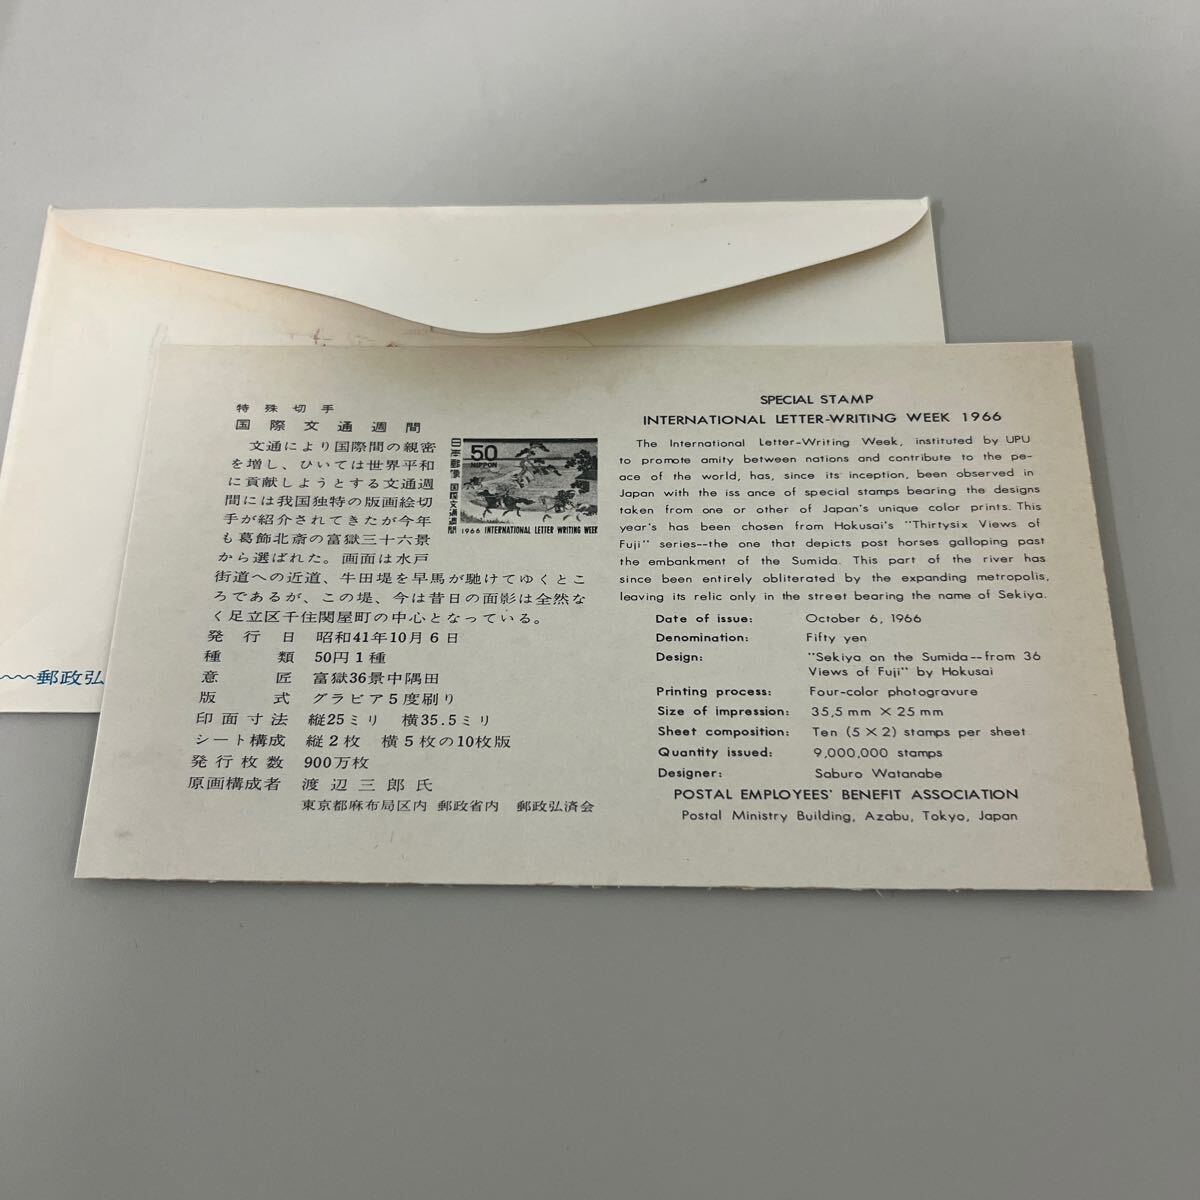 特殊切手
国際文通週間
文通により国際間の親密
を増し、ひいては世界平和
に貢献しようとする文通週
間には我国独特の版画絵切
手が紹介されてきたが今年
も葛飾北斎の富嶽三十六景
から選ばれた。画面は水戸
街道への近道、牛田堤を早馬が馳けてゆくとこ
ろであるが、この堤、今は昔日の面影は全然な
く足立区千住関屋町の中心となっている。
発行日 昭和41年10月6日
種類 50円1種
意匠 富嶽36景中隅田
版式 グラビア5度刷り
印面寸法 縦25ミリ 横35.5ミリ
シート構成 縦2枚 横5枚の10枚版
発行枚数 900万枚
原画構成者 渡辺三郎氏
東京都麻布局区内 郵政省内 郵政弘済会
日本郵便 国際文通週間
50
NIPPON
1966 INTERNATIONAL LETTER-WRITING WEEK
SPECIAL STAMP
INTERNATIONAL LETTER-WRITING WEEK 1966
The International Letter-Writing Week, instituted by UPU
to promote amity between nations and contribute to the pe-
ace of the world, has, since its inception, been observed in
Japan with the iss ance of special stamps bearing the designs
taken from one or other of Japan's unique color prints. This
year's has been chosen from Hokusai's "Thirtysix Views of
Fuji" series--the one that depicts post horses galloping past
the embankment of the Sumida. This part of the river has
since been entirely obliterated by the expanding metropolis,
leaving its relic only in the street bearing the name of Sekiya.
Date of issue: October 6, 1966
Denomination: Fifty yen
Design: "Sekiya on the Sumida--from 36
Views of Fuji" by Hokusai
Printing process: Four-color photogravure
Size of impression: 35,5 mm × 25 mm
Sheet composition: Ten (5 × 2) stamps per sheet
Quantity issued: 9,000,000 stamps
Designer: Saburo Watanabe
POSTAL EMPLOYEES' BENEFIT ASSOCIATION
Postal Ministry Building, Azabu, Tokyo, Japan
郵政弘